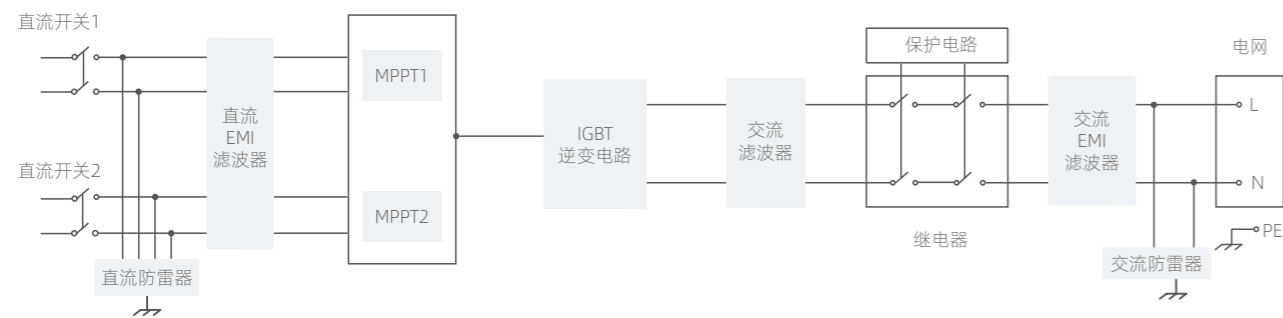 直流开关1
直流开关2
直流防雷器
直流
EMI
滤波器
MPPT1
MPPT2
IGBT
逆变电路
交流
滤波器
保护电路
继电器
交流
EMI
滤波器
交流防雷器
电网
L
N
PE